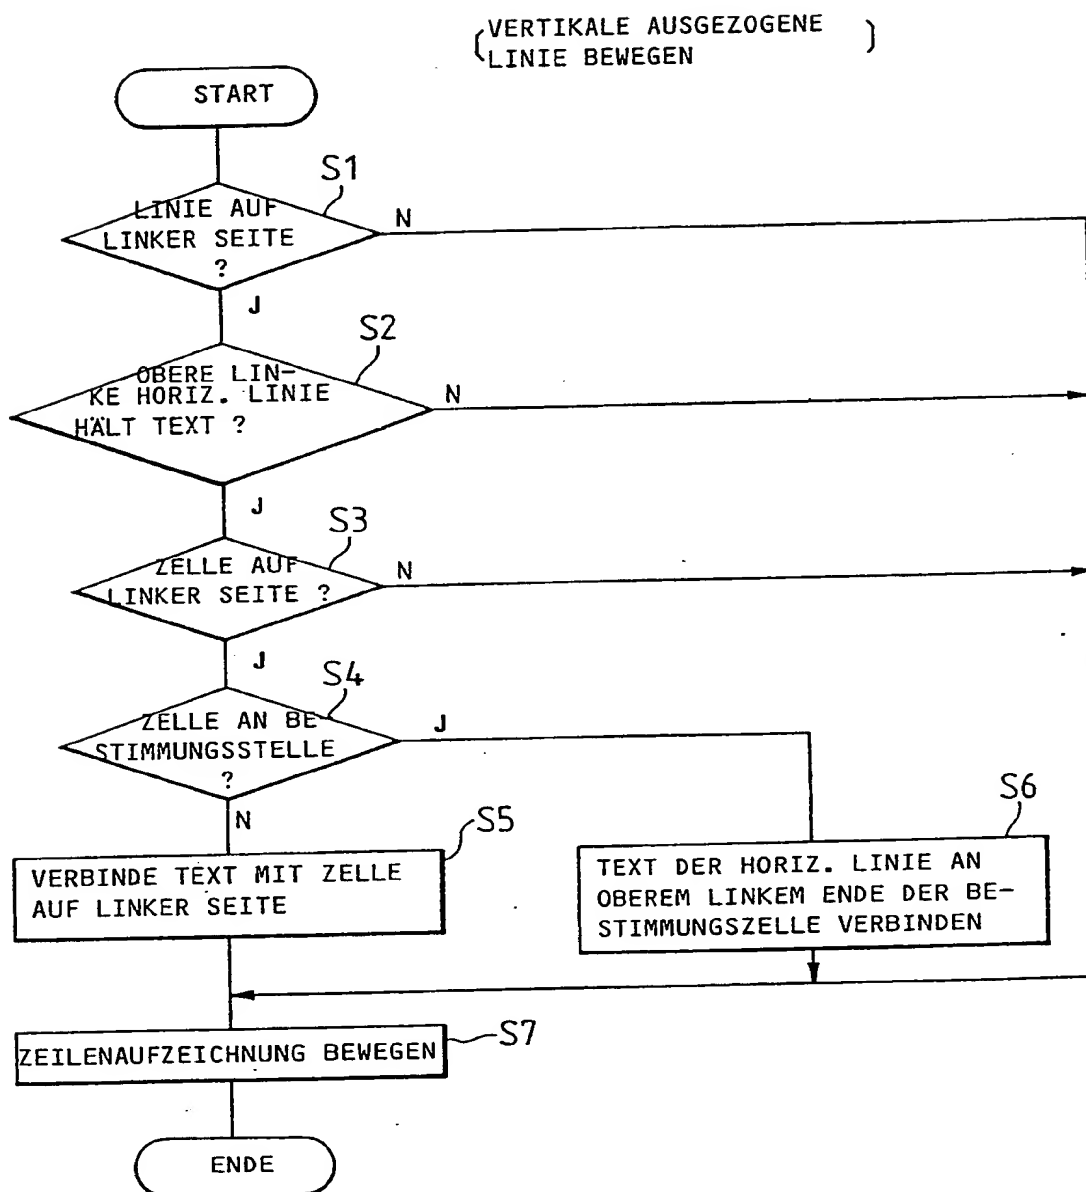 VERTIKALE AUSGEZOGENE
LINIE BEWEGEN
START
S1
LINIE AUF
LINKER SEITE
?
N
J
S2
OBERE LIN-
KE HORIZ. LINIE
HÄLT TEXT ?
N
J
S3
ZELLE AUF
LINKER SEITE ?
N
J
S4
ZELLE AN BE
STIMMUNGSSTELLE
?
J
N
S5
VERBINDE TEXT MIT ZELLE
AUF LINKER SEITE
S6
TEXT DER HORIZ. LINIE AN
OBEREM LINKEM ENDE DER BE-
STIMMUNGSZELLE VERBINDEN
S7
ZEILENAUFZEICHNUNG BEWEGEN
ENDE